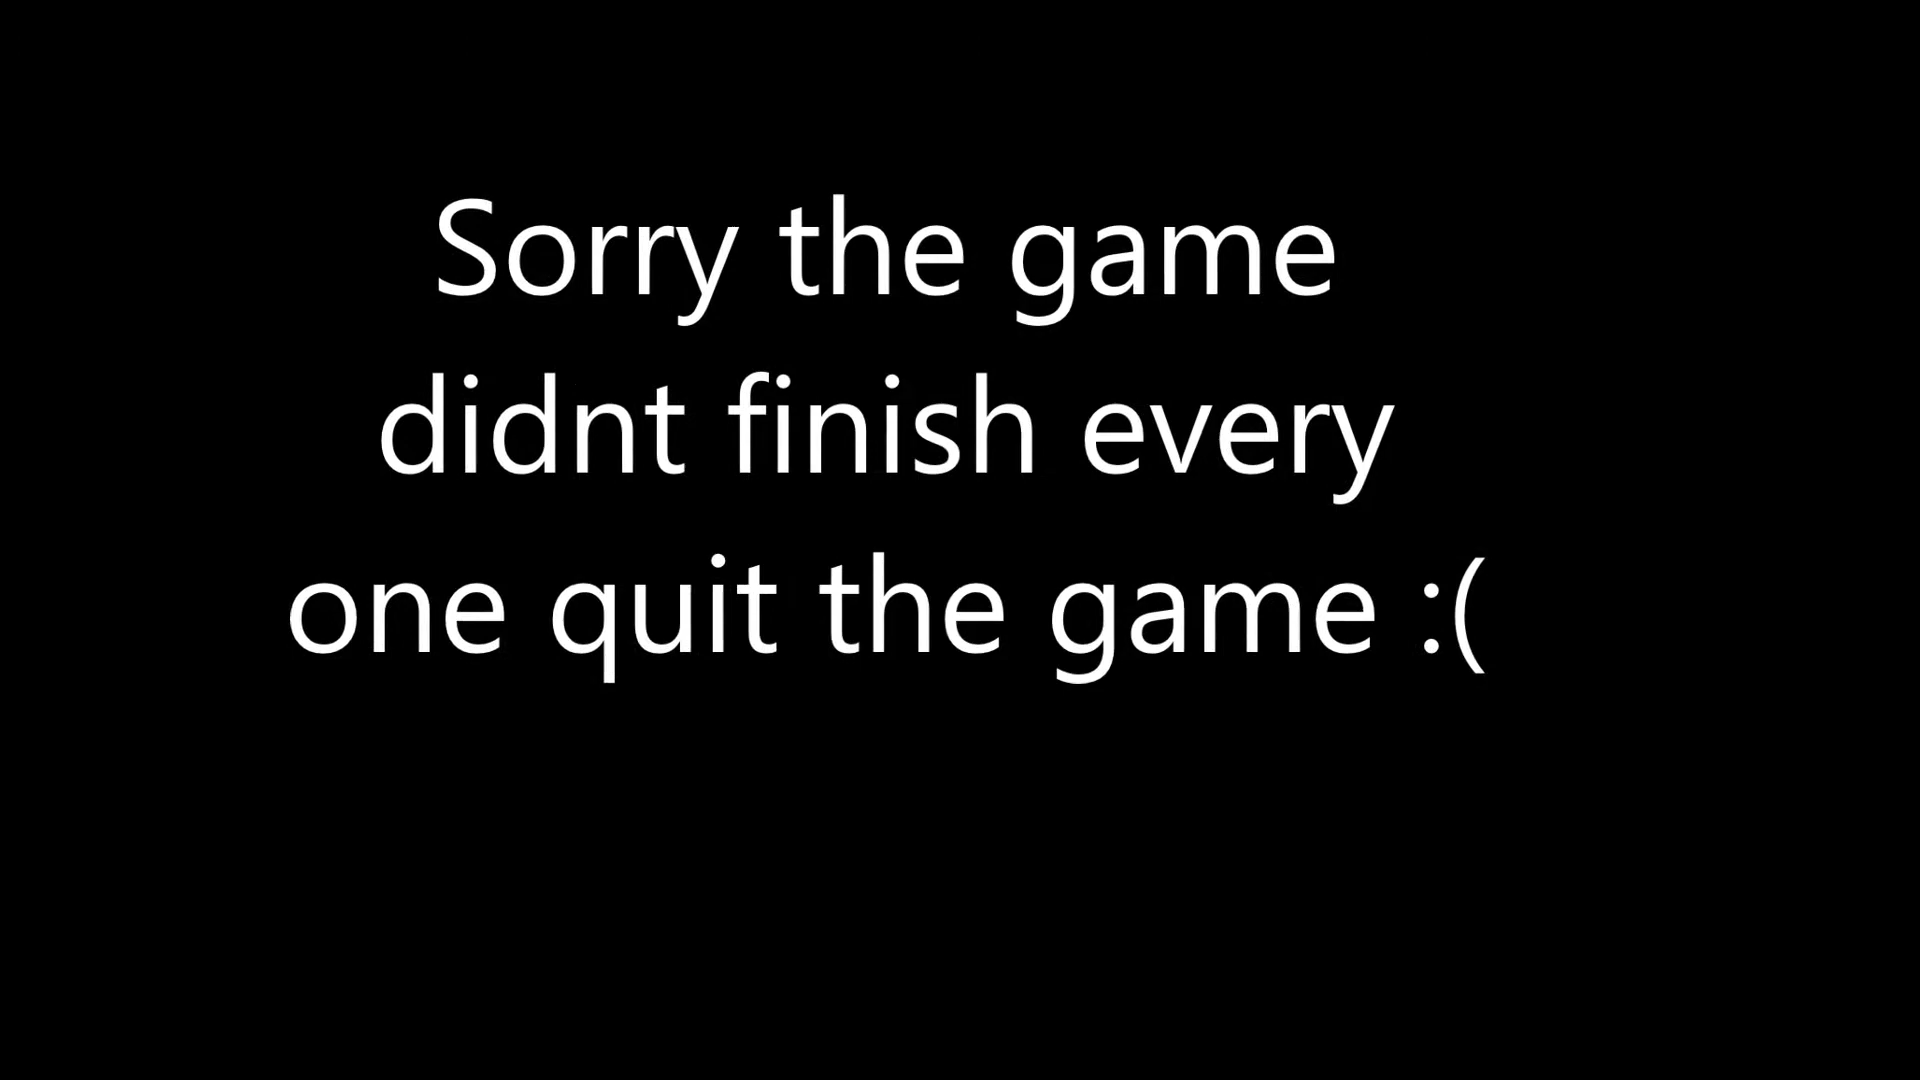 Sorry the game
didnt finish every
one quit the game :(